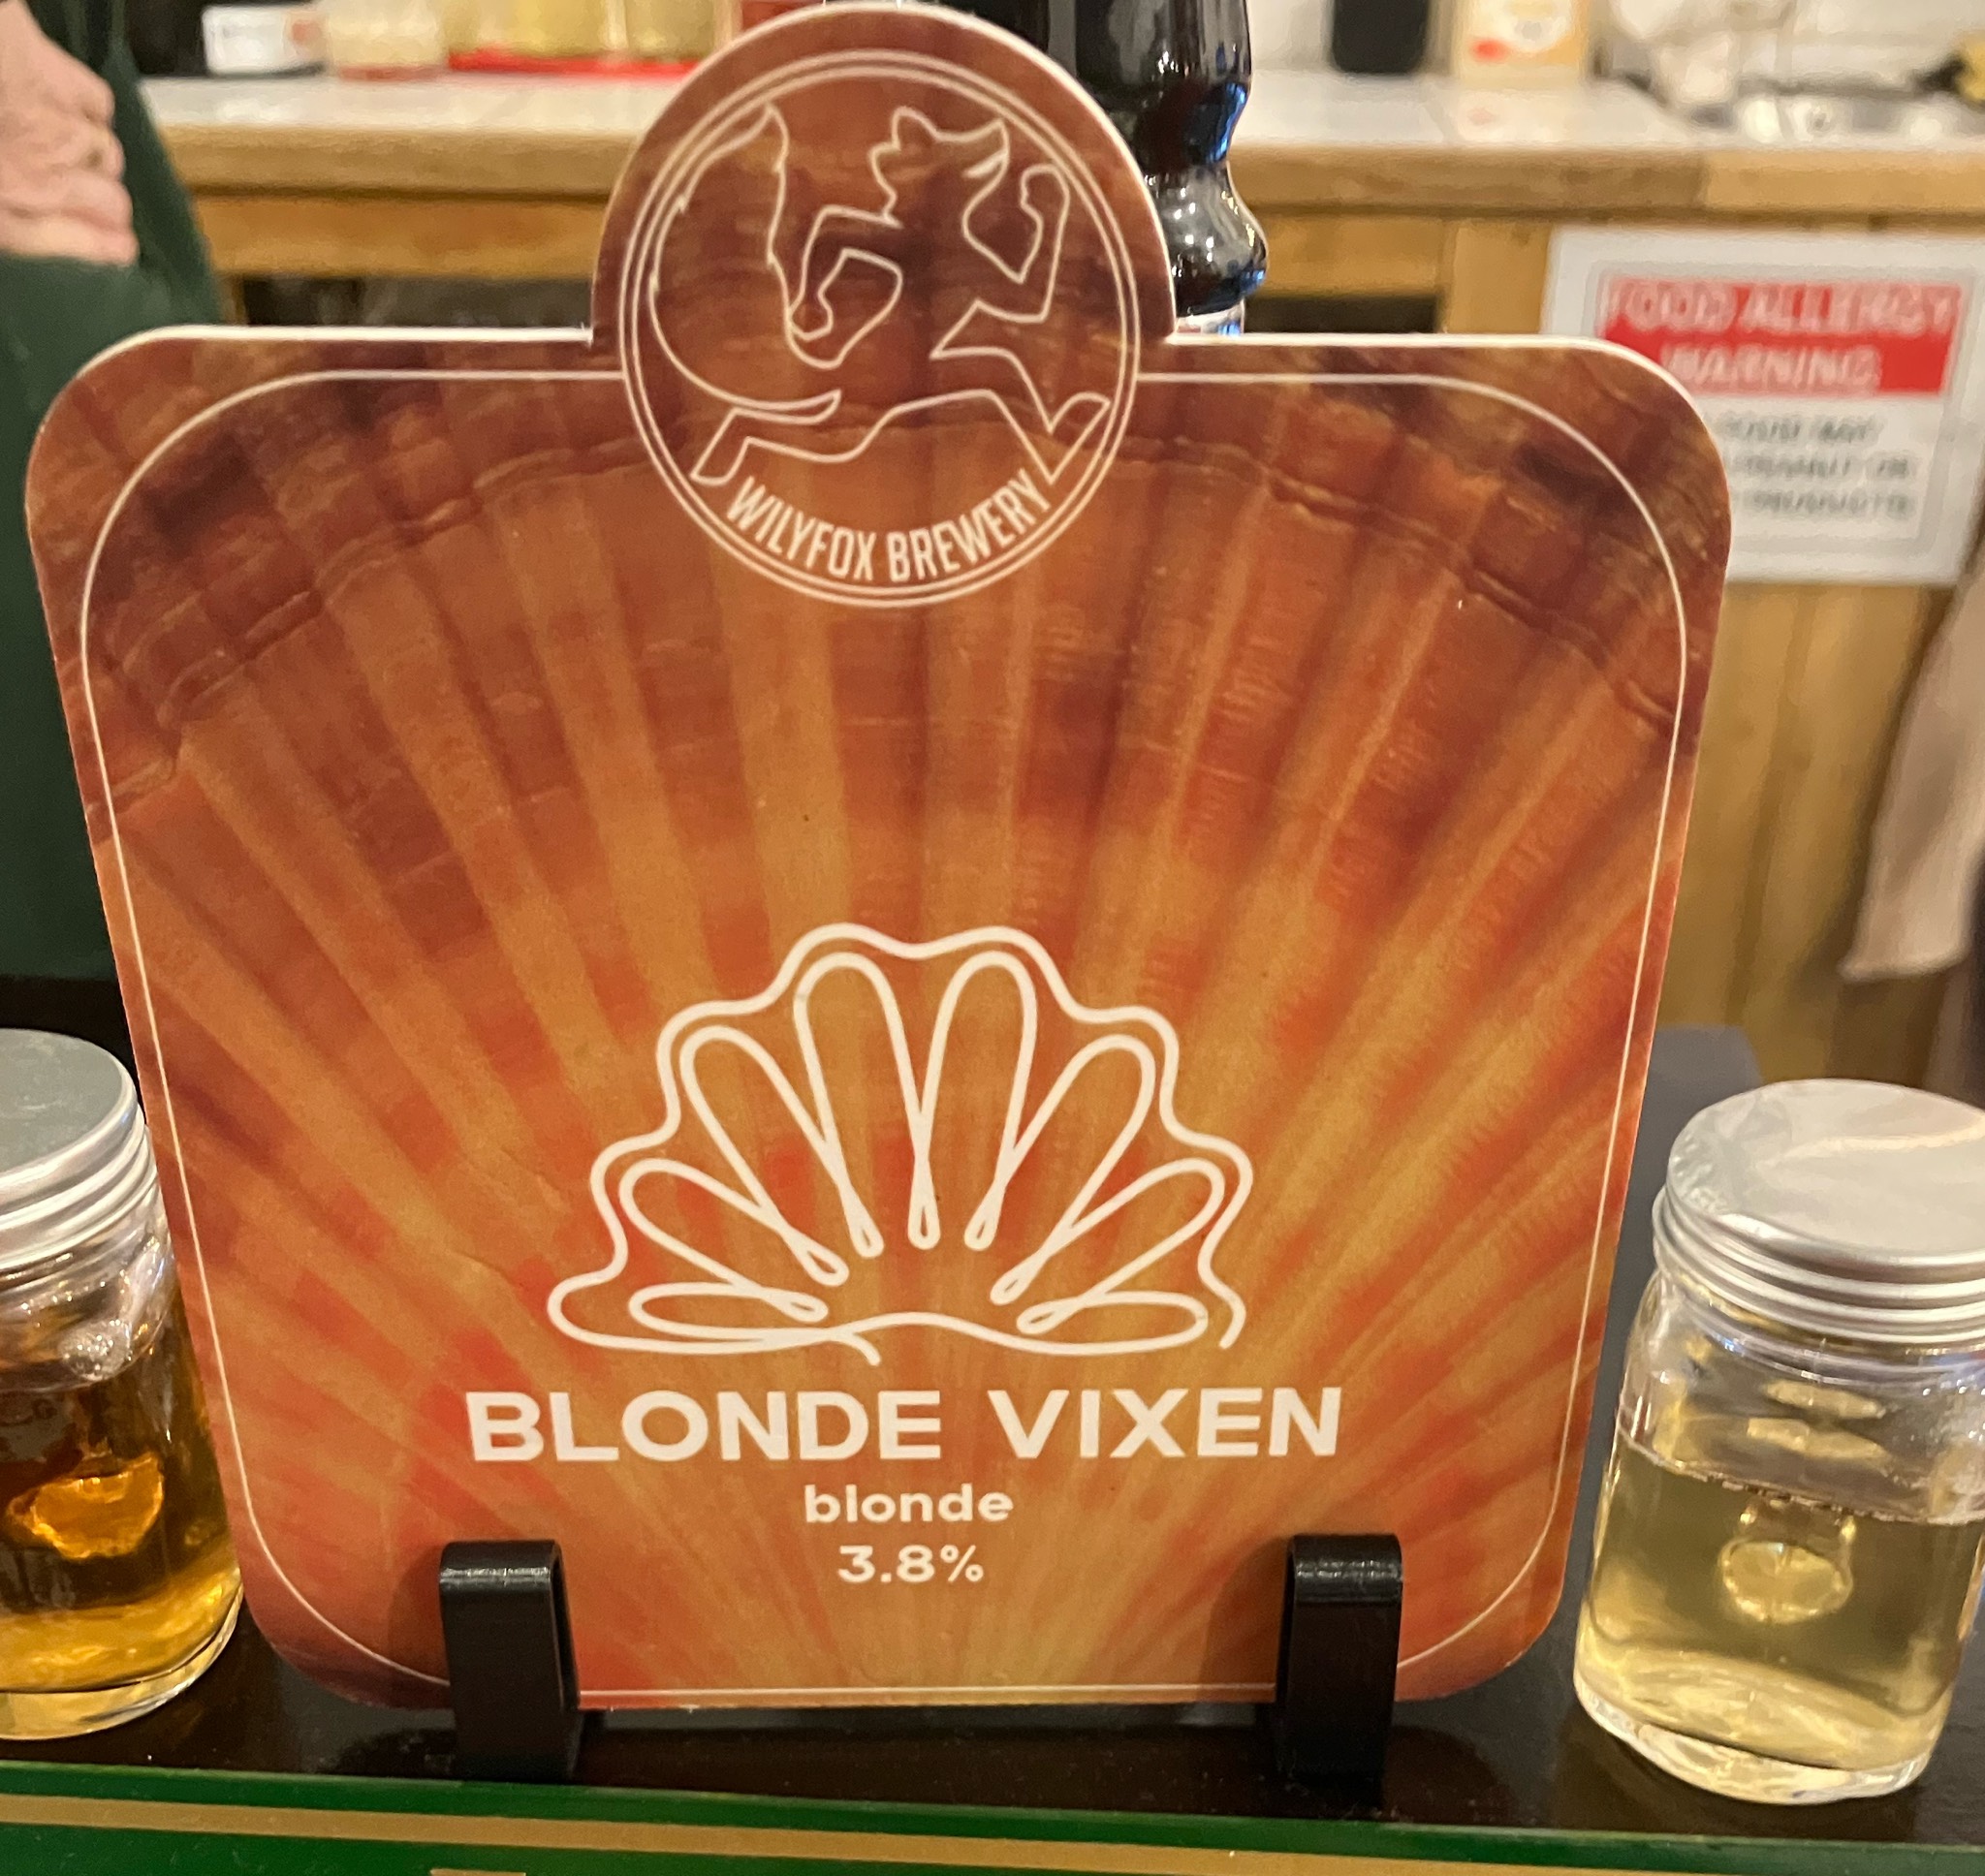 WILYFOX BREWERY
FOOD ALLERGY
WARNING
BLONDE VIXEN
blonde
3.8%